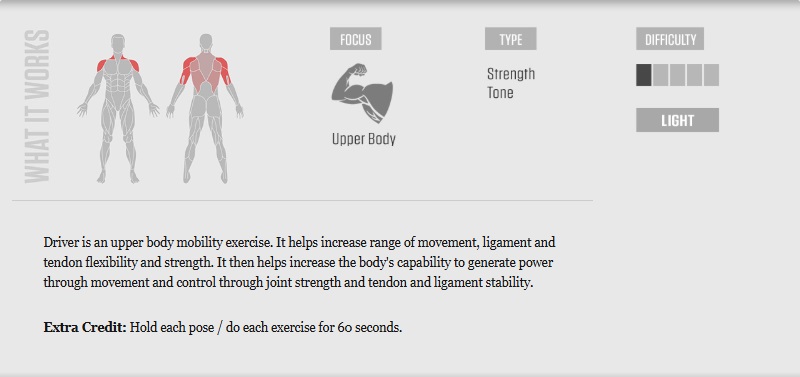 WHAT IT WORKS
FOCUS
Upper Body
TYPE
Strength
Tone
DIFFICULTY
LIGHT
Driver is an upper body mobility exercise. It helps increase range of movement, ligament and
tendon flexibility and strength. It then helps increase the body's capability to generate power
through movement and control through joint strength and tendon and ligament stability.
Extra Credit: Hold each pose / do each exercise for 60 seconds.